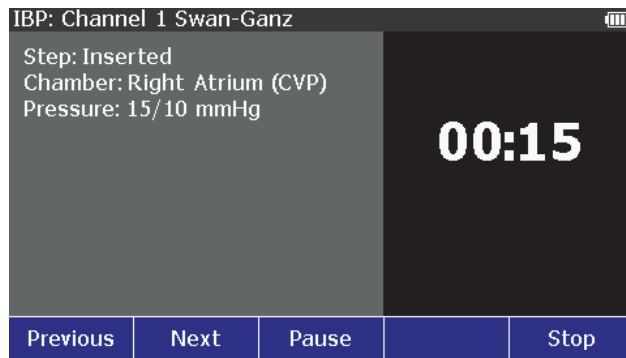 IBP: Channel 1 Swan-Ganz
Step: Inserted
Chamber: Right Atrium (CVP)
Pressure: 15/10 mmHg
00:15
Previous Next Pause Stop